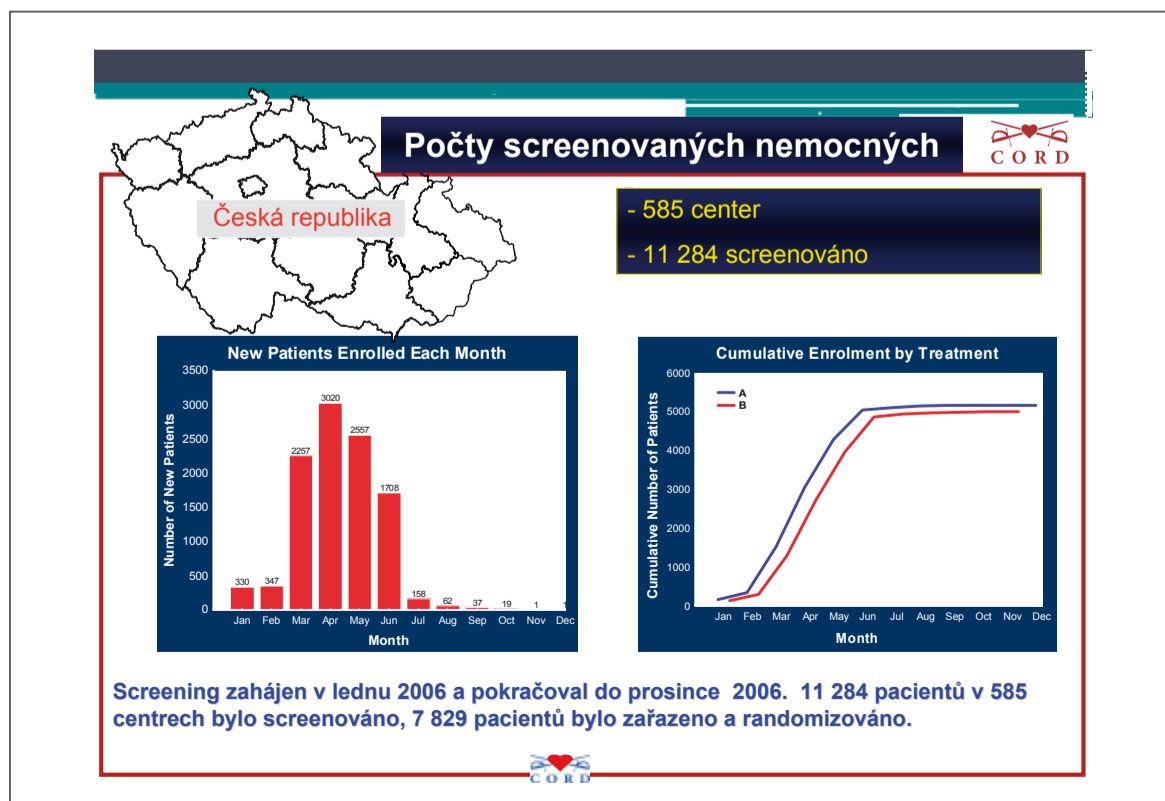 Počty screenovaných nemocných
CORD
Česká republika
- 585 center
- 11 284 screenováno
New Patients Enrolled Each Month
Number of New Patients
3500
3000
2500
2000
1500
1000
500
0
330
347
2257
3020
2557
1708
158
62
37
19
1
1
Jan Feb Mar Apr May Jun Jul Aug Sep Oct Nov Dec
Month
Cumulative Enrolment by Treatment
Cumulative Number of Patients
6000
5000
4000
3000
2000
1000
0
A
B
Jan Feb Mar Apr May Jun Jul Aug Sep Oct Nov Dec
Month
Screening zahájen v lednu 2006 a pokračoval do prosince 2006. 11 284 pacientů v 585
centrech bylo screenováno, 7 829 pacientů bylo zařazeno a randomizováno.
CORD